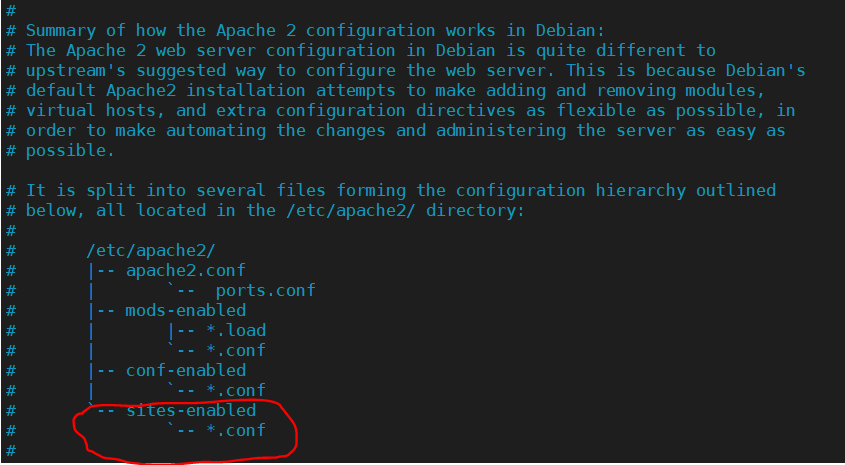 #
# Summary of how the Apache 2 configuration works in Debian:
# The Apache 2 web server configuration in Debian is quite different to
# upstream's suggested way to configure the web server. This is because Debian's
# default Apache2 installation attempts to make adding and removing modules,
# virtual hosts, and extra configuration directives as flexible as possible, in
# order to make automating the changes and administering the server as easy as
# possible.

# It is split into several files forming the configuration hierarchy outlined
# below, all located in the /etc/apache2/ directory:
#
#       /etc/apache2/
#       |-- apache2.conf
#       |       `--  ports.conf
#       |-- mods-enabled
#       |       |-- *.load
#       |       `-- *.conf
#       |-- conf-enabled
#       |       `-- *.conf
#       `-- sites-enabled
#               `-- *.conf
#